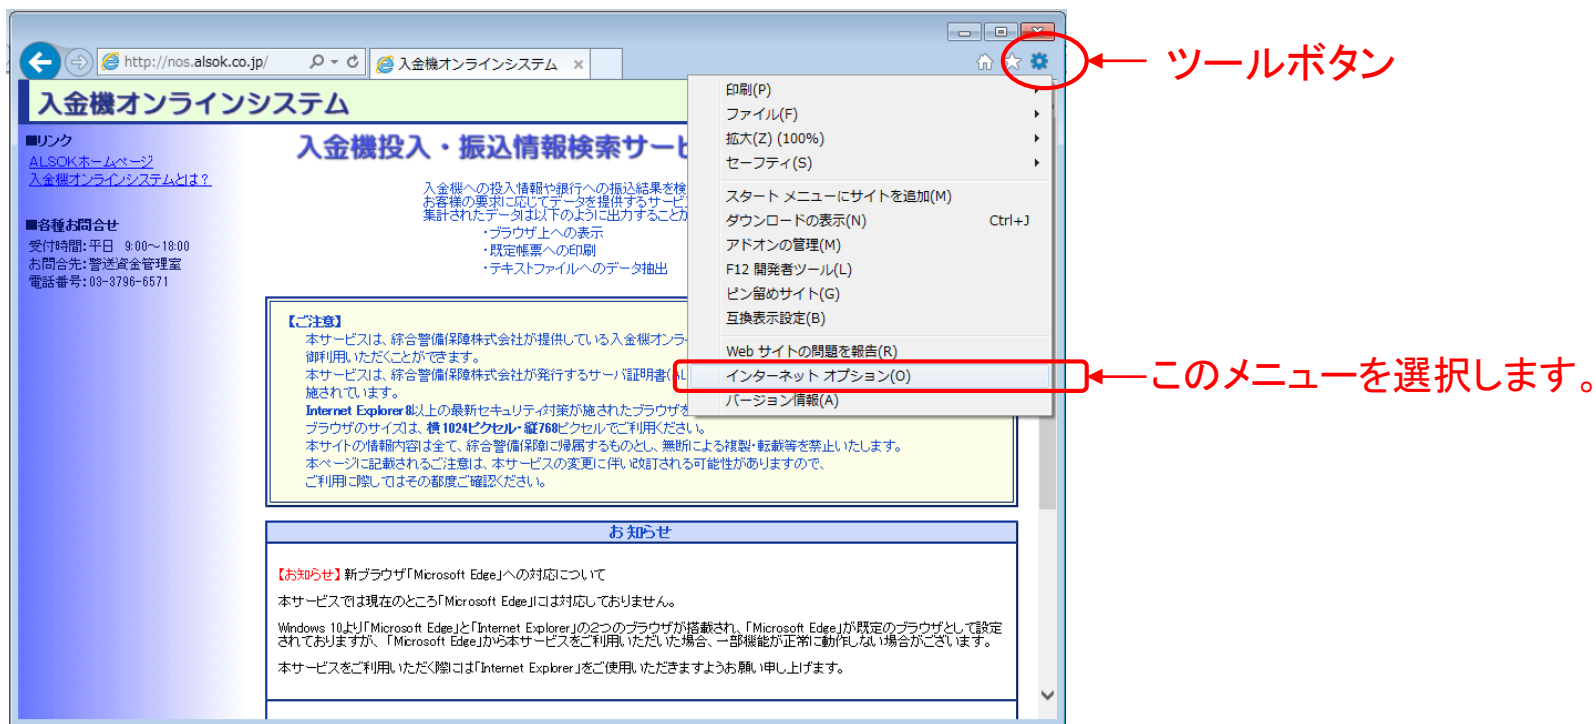 http://nos.alsok.co.jp/
入金機オンラインシステム
ツールボタン
入金機オンラインシステム
■リンク
ALSOKホームページ
入金機オンラインシステムとは？
■各種お問合せ
受付時間:平日 9:00～18:00
お問合先:警送資金管理室
電話番号:03-3796-6571
入金機投入・振込情報検索サービ
入金機への投入情報や銀行への振込結果を検
お客様の要求に応じてデータを提供するサービ
集計されたデータは以下のように出力することが
・ブラウザ上への表示
・既定帳票への印刷
・テキストファイルへのデータ抽出
印刷(P)
ファイル(F)
拡大(Z) (100%)
セーフティ(S)
スタート メニューにサイトを追加(M)
ダウンロードの表示(N) Ctrl+J
アドオンの管理(M)
F12 開発者ツール(L)
ピン留めサイト(G)
互換表示設定(B)
Web サイトの問題を報告(R)
インターネット オプション(O)
バージョン情報(A)
このメニューを選択します。
【ご注意】
本サービスは、綜合警備保障株式会社が提供している入金機オンラ
御利用いただくことができます。
本サービスは、綜合警備保障株式会社が発行するサーバ証明書(AL
施されています。
Internet Explorer8以上の最新セキュリティ対策が施されたブラウザを
ブラウザのサイズは、横1024ピクセル・縦768ピクセルでご利用ください。
本サイトの情報内容は全て、綜合警備保障に帰属するものとし、無断による複製・転載等を禁止いたします。
本ページに記載されるご注意は、本サービスの変更に伴い改訂される可能性がありますので、
ご利用に際してはその都度ご確認ください。
お知らせ
【お知らせ】新ブラウザ「Microsoft Edge」への対応について
本サービスでは現在のところ「Microsoft Edge」には対応しておりません。
Windows 10より「Microsoft Edge」と「Internet Explorer」の2つのブラウザが搭載され、「Microsoft Edge」が既定のブラウザとして設定
されておりますが、「Microsoft Edge」から本サービスをご利用いただいた場合、一部機能が正常に動作しない場合がございます。
本サービスをご利用いただく際には「Internet Explorer」をご使用いただきますようお願い申し上げます。